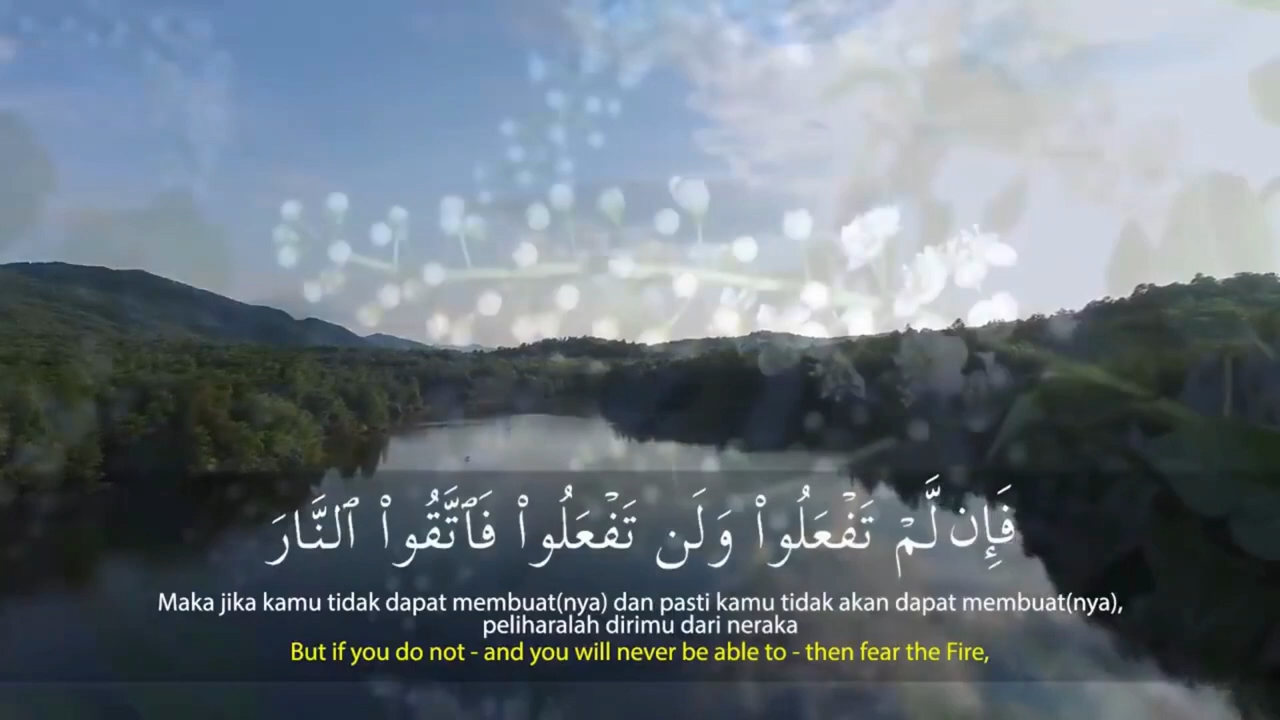 فَإِن لَّمْ تَفْعَلُوا۟ وَلَن تَفْعَلُوا۟ فَٱتَّقُوا۟ ٱلنَّارَ
Maka jika kamu tidak dapat membuat(nya) dan pasti kamu tidak akan dapat membuat(nya),
peliharalah dirimu dari neraka
But if you do not - and you will never be able to - then fear the Fire,